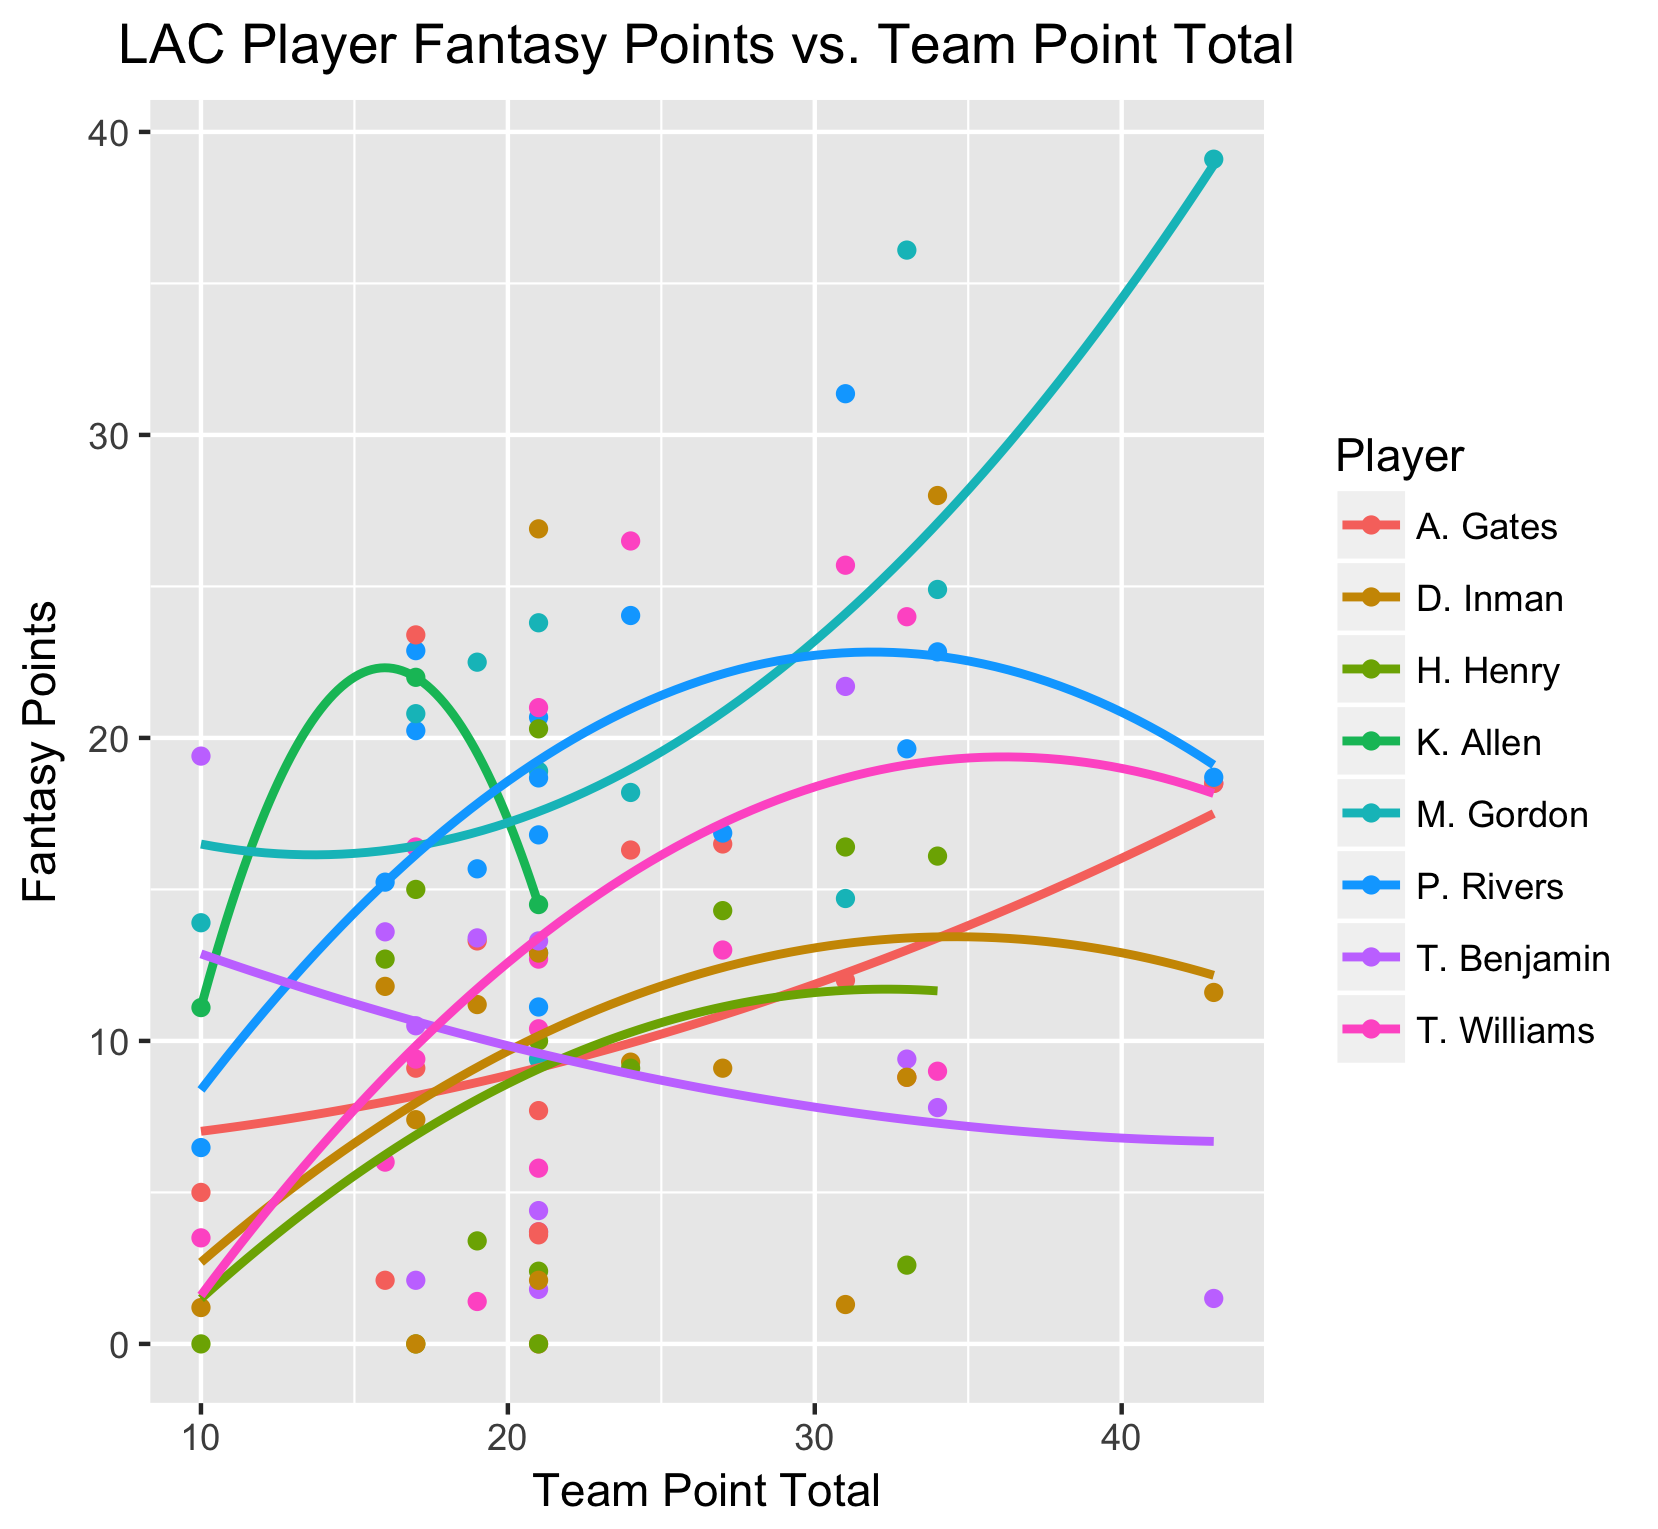 LAC Player Fantasy Points vs. Team Point Total
40
30
20
10
0
Fantasy Points
10
20
30
40
Team Point Total
Player
A. Gates
D. Inman
H. Henry
K. Allen
M. Gordon
P. Rivers
T. Benjamin
T. Williams